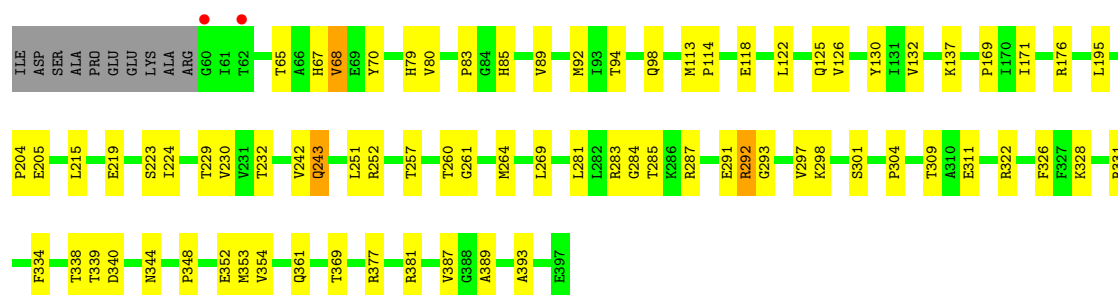 ILE ASP SER ALA PRO GLU GLU LYS ALA ARG G60 I61 T62 T65 A66 H67 V68 E69 Y70 H79 V80 P83 G84 H85 V89 M92 I93 T94 Q98 M113 P114 E118 L122 Q125 V126 Y130 I131 V132 K137 P169 I170 I171 R176 L195
P204 E205 L215 E219 S223 I224 T229 V230 V231 T232 V242 Q243 L251 R252 T257 T260 G261 M264 L269 L281 L282 R283 G284 T285 K286 R287 E291 R292 G293 V297 K298 S301 P304 T309 A310 E311 R322 F326 F327 K328
F334 T338 T339 D340 N344 P348 E352 M353 V354 Q361 T369 R377 R381 V387 G388 A389 A393 E397